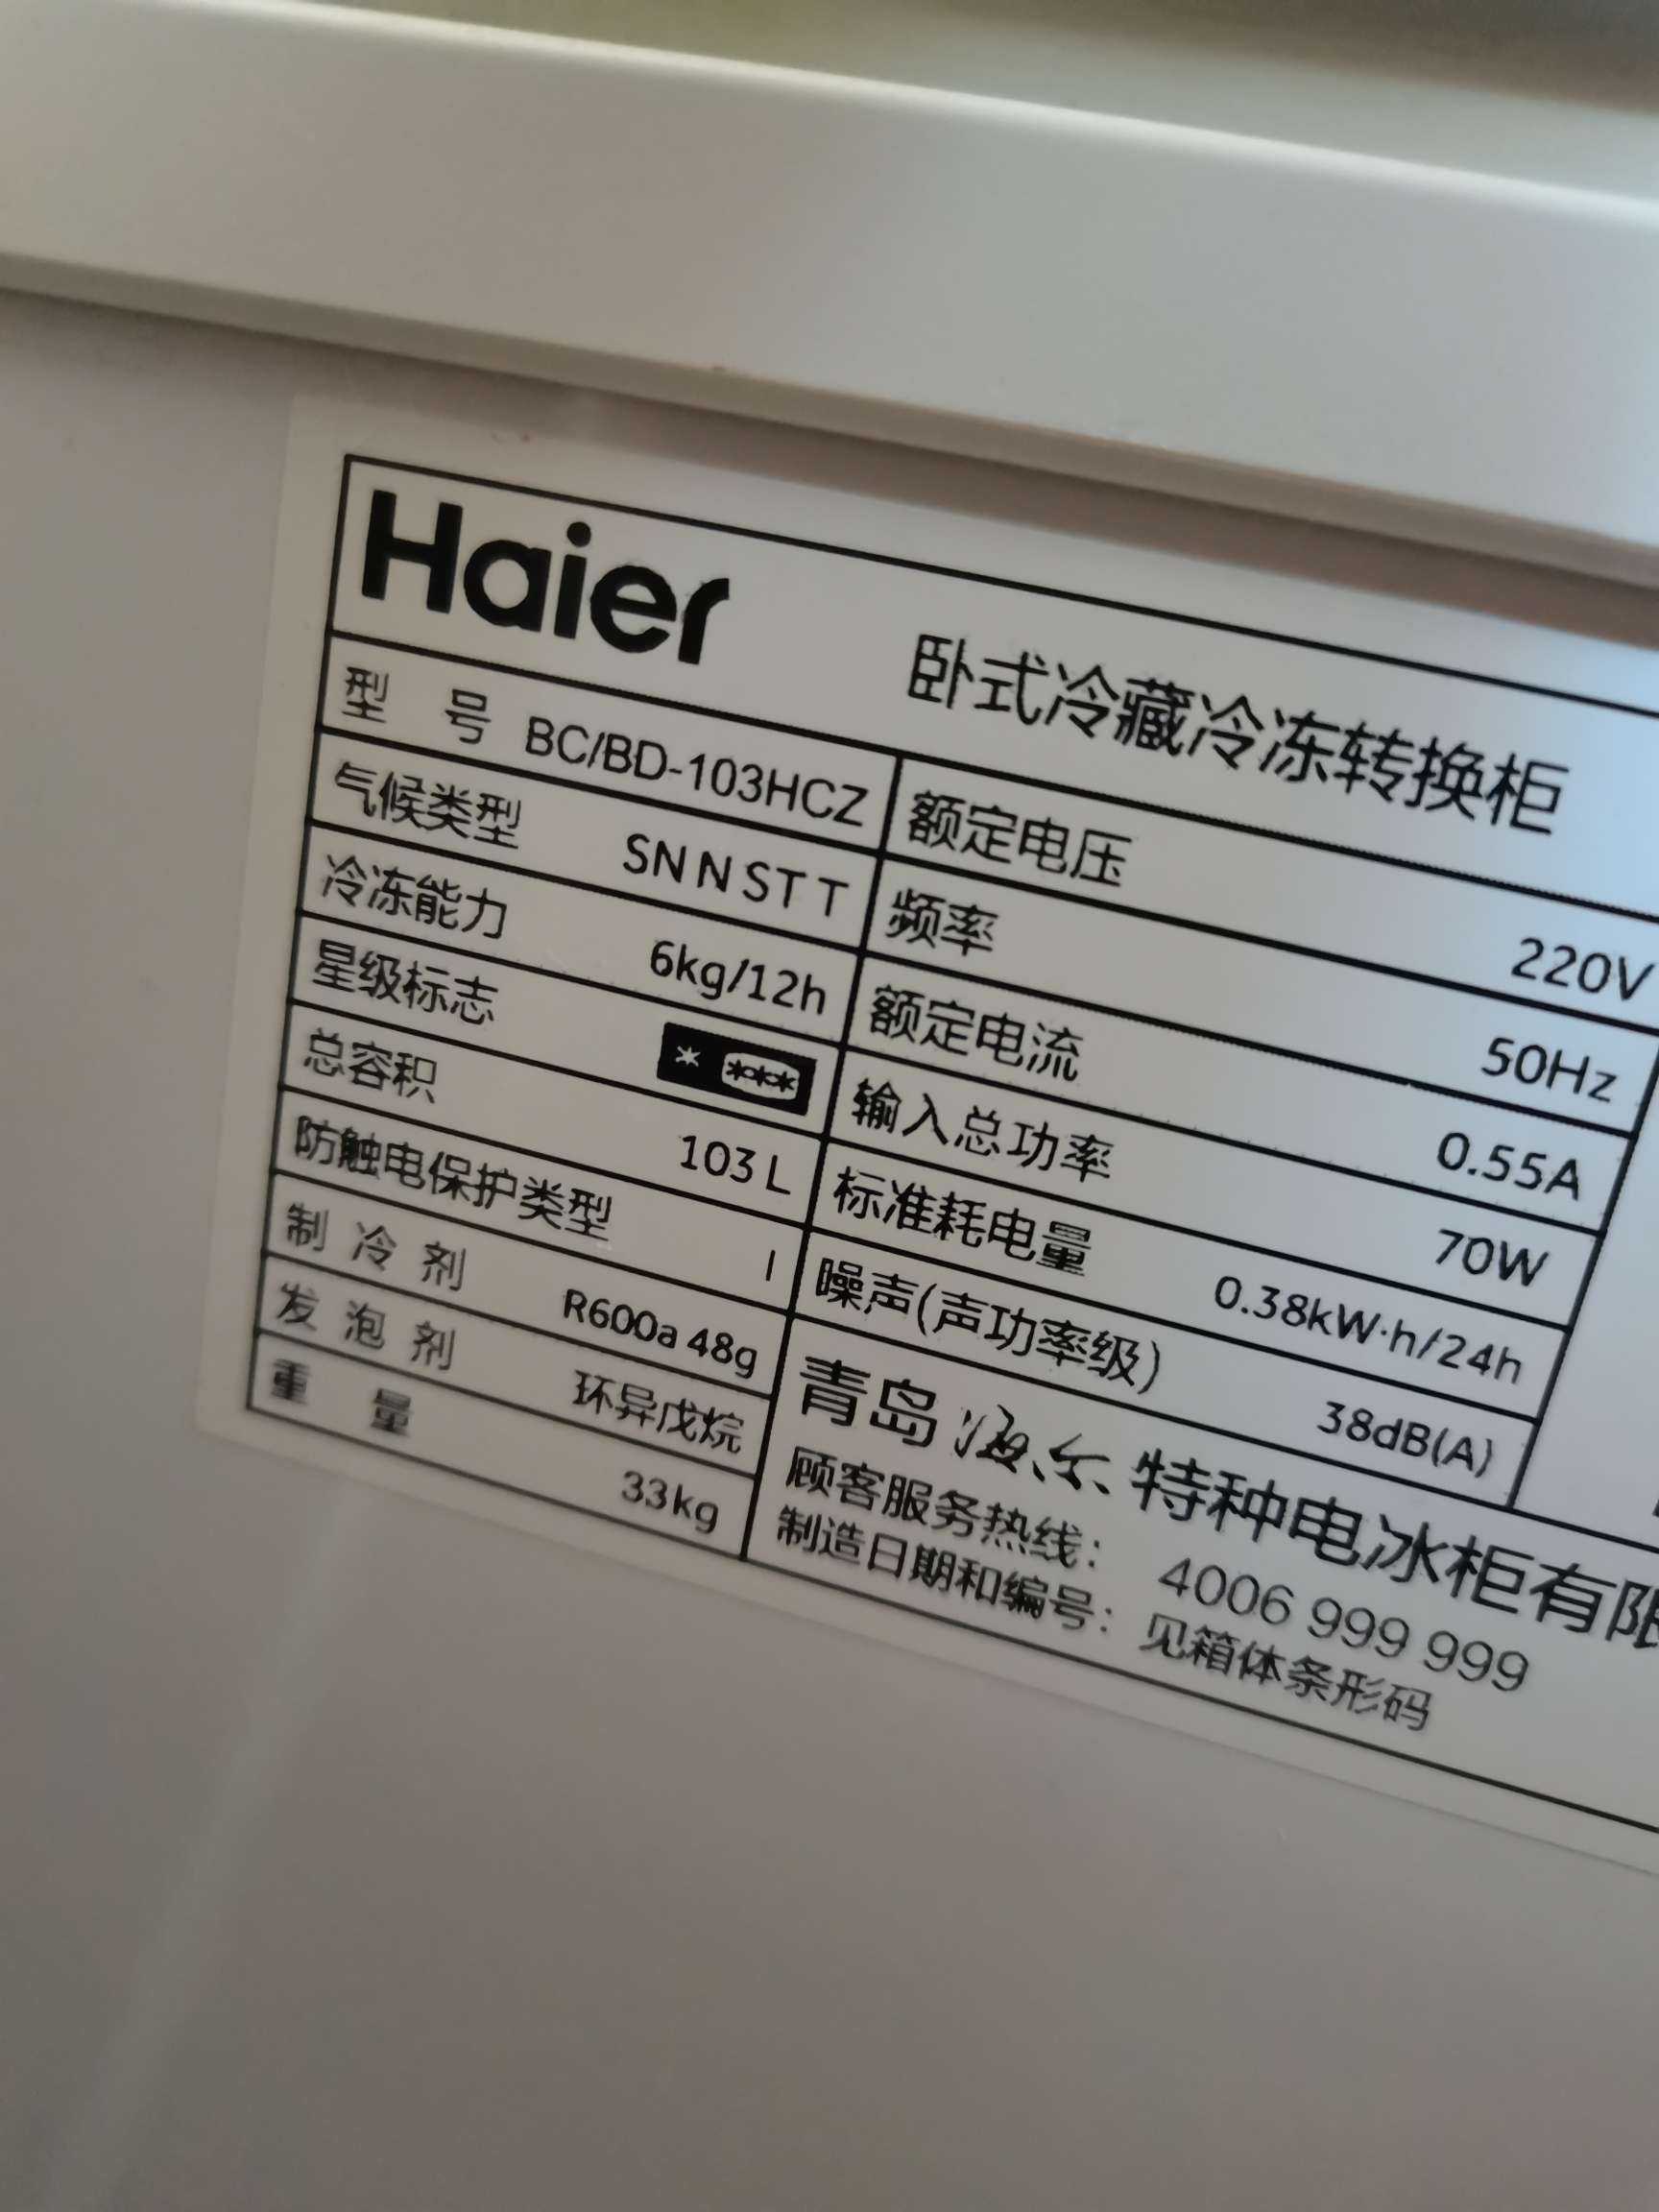 Haier
卧式冷藏冷冻转换柜
型 号 BC/BD-103HCZ
气候类型 SN N ST T
冷冻能力 6kg/12h
星级标志 * ***
总容积 103 L
防触电保护类型 I
制冷剂 R600a 48g
发泡剂 环异戊烷
重 量 33kg
额定电压 220V
频率 50Hz
额定电流 0.55A
输入总功率 70W
标准耗电量 0.38kW·h/24h
噪声(声功率级) 38dB(A)
青岛海尔特种电冰柜有限
顾客服务热线： 4006 999 999
制造日期和编号： 见箱体条形码